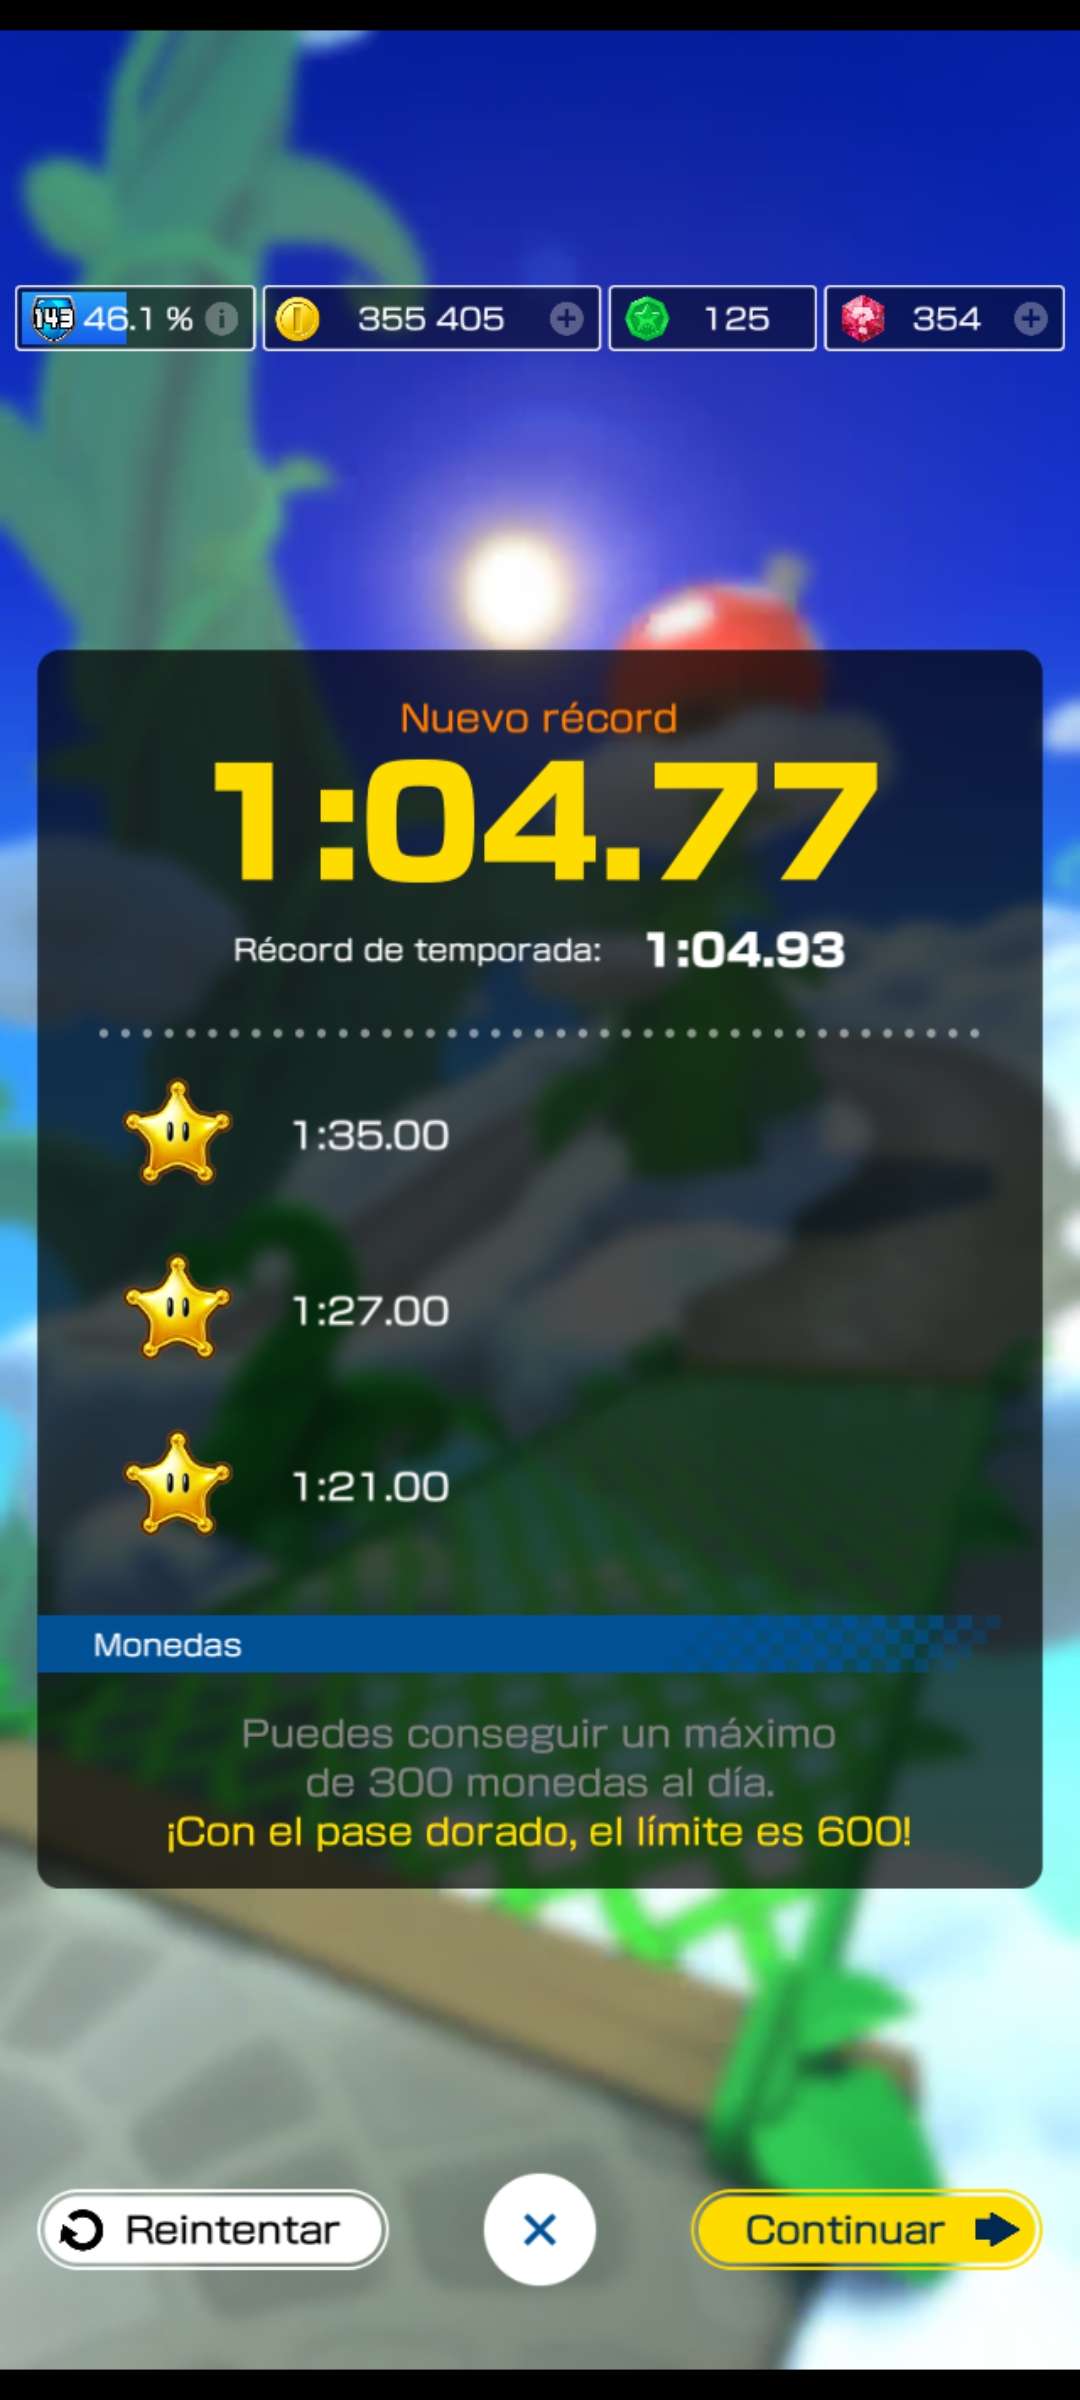 143 46.1 % 355 405 125 354
Nuevo récord
1:04.77
Récord de temporada: 1:04.93
1:35.00
1:27.00
1:21.00
Monedas
Puedes conseguir un máximo
de 300 monedas al día.
¡Con el pase dorado, el límite es 600!
Reintentar Continuar